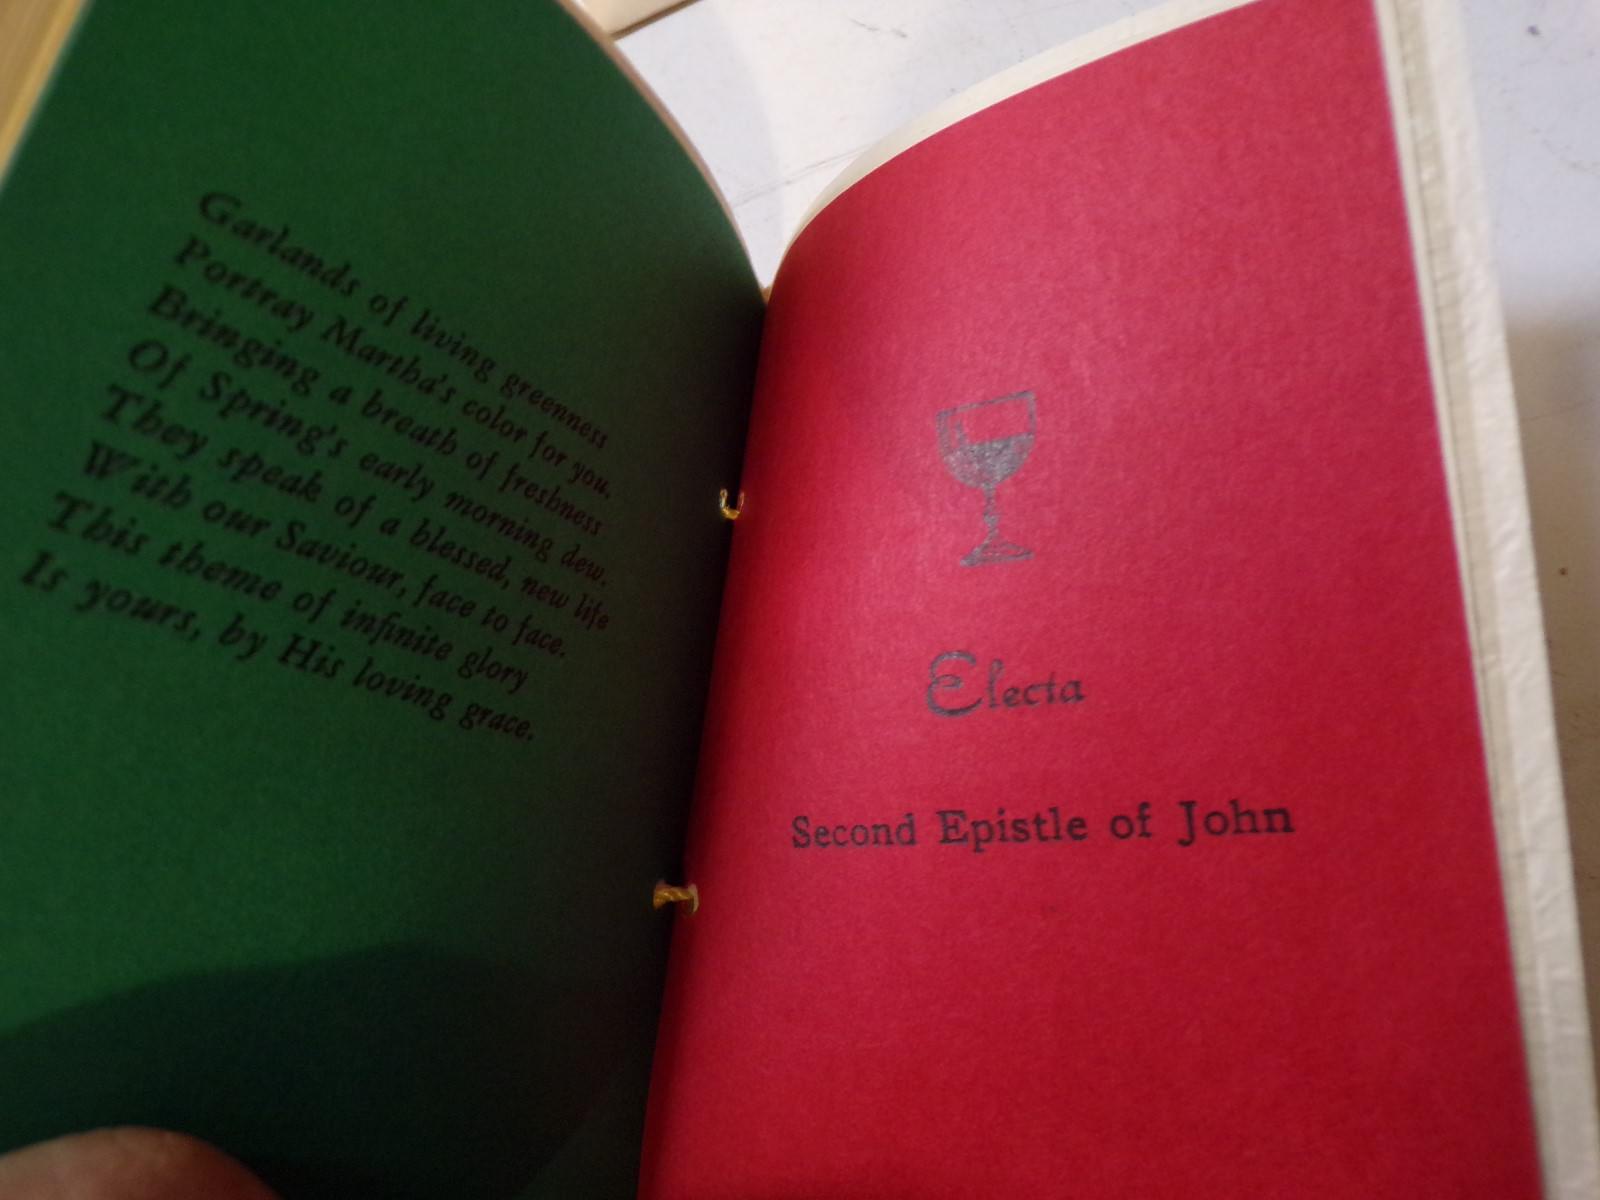 Garlands of living greenness
Portray Martha's color for you,
Bringing a breath of freshness
Of Spring's early morning dew.
They speak of a blessed, new life
With our Saviour, face to face.
This theme of infinite glory
Is yours, by His loving grace.
Electa
Second Epistle of John